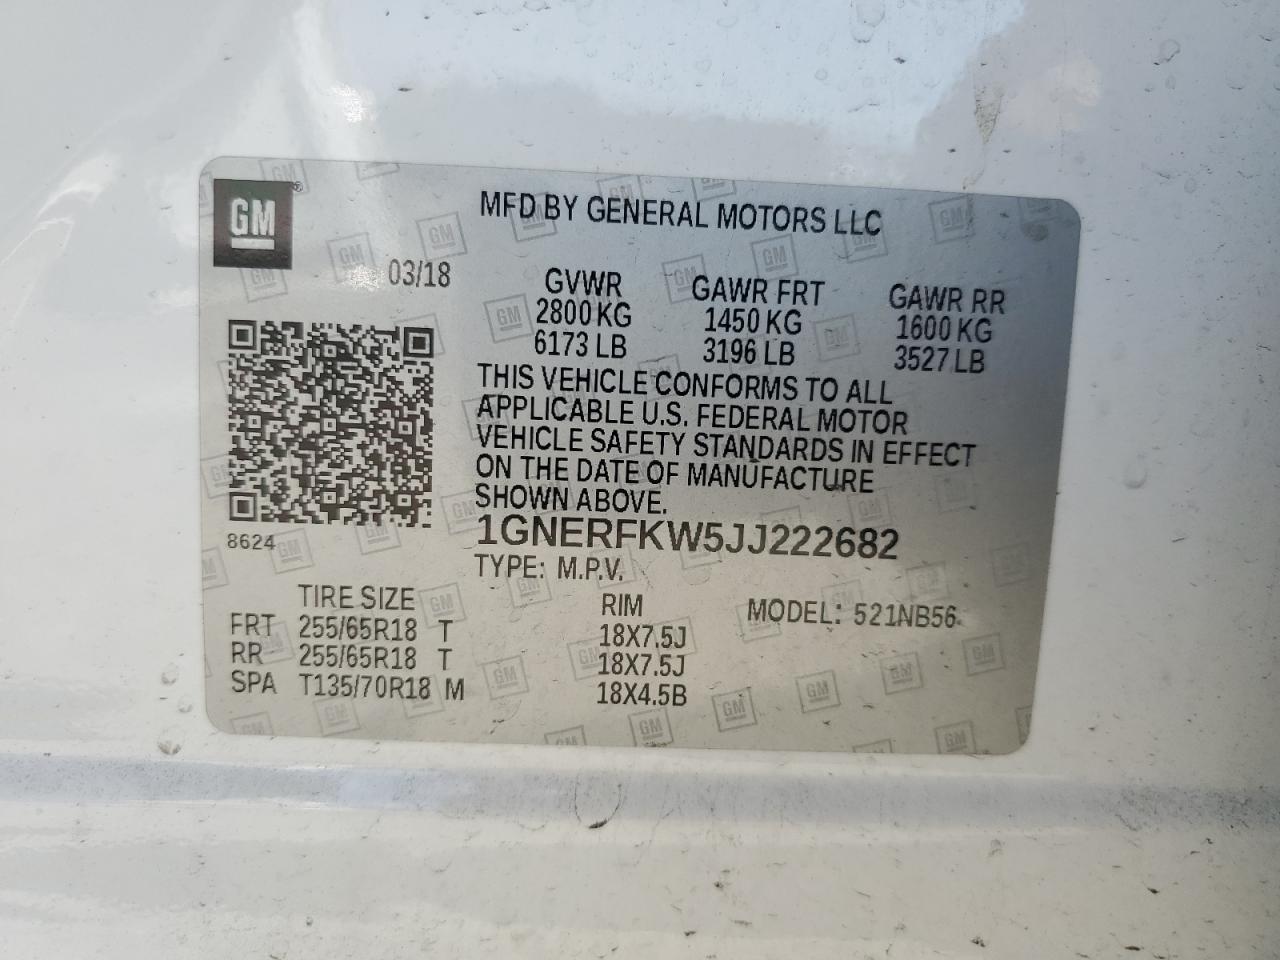 GM ®
MFD BY GENERAL MOTORS LLC
03/18
GVWR GAWR FRT GAWR RR
2800 KG 1450 KG 1600 KG
6173 LB 3196 LB 3527 LB
THIS VEHICLE CONFORMS TO ALL
APPLICABLE U.S. FEDERAL MOTOR
VEHICLE SAFETY STANDARDS IN EFFECT
ON THE DATE OF MANUFACTURE
SHOWN ABOVE.
1GNERFKW5JJ222682
8624
TYPE: M.P.V.
TIRE SIZE RIM MODEL: 521NB56
FRT 255/65R18 T 18X7.5J
RR 255/65R18 T 18X7.5J
SPA T135/70R18 M 18X4.5B